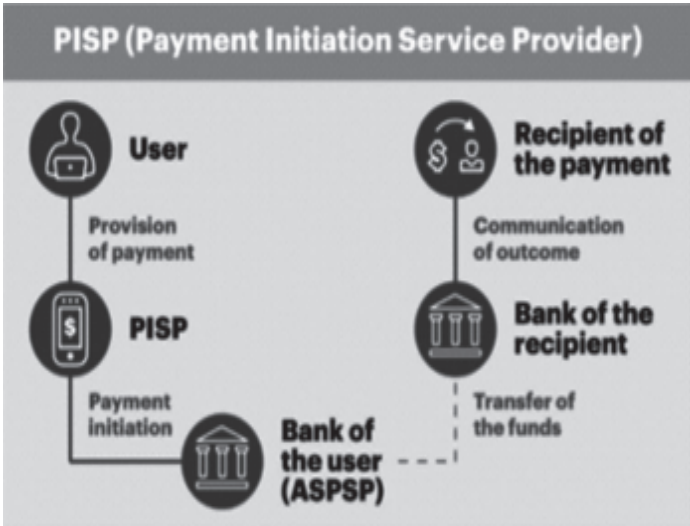 PISP (Payment Initiation Service Provider)
User
Provision
of payment
PISP
Payment
initiation
Bank of
the user
(ASPSP)
Transfer of
the funds
Bank of the
recipient
Communication
of outcome
Recipient of
the payment